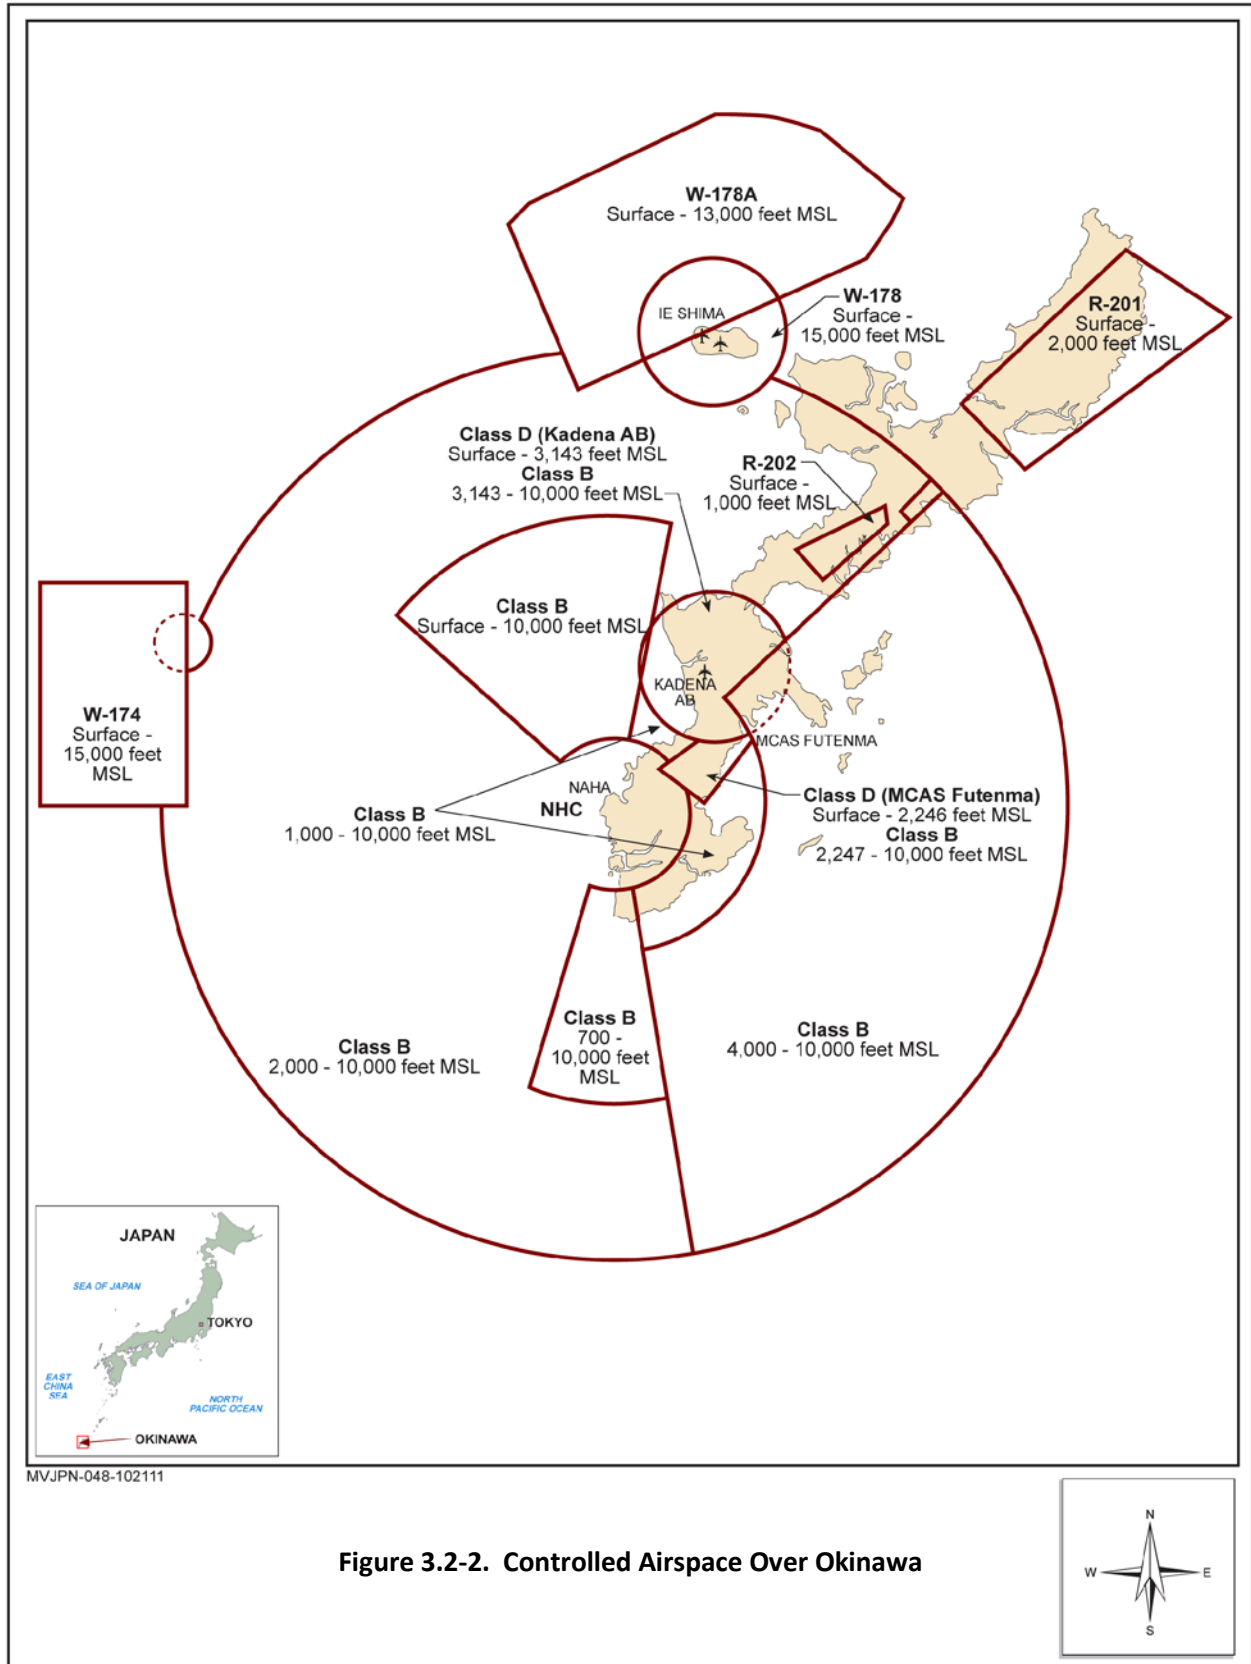 W-178A
Surface - 13,000 feet MSL
IE SHIMA
W-178
Surface -
15,000 feet MSL
R-201
Surface -
2,000 feet MSL
Class D (Kadena AB)
Surface - 3,143 feet MSL
Class B
3,143 - 10,000 feet MSL
R-202
Surface -
1,000 feet MSL
Class B
Surface - 10,000 feet MSL
KADENA
AB
W-174
Surface -
15,000 feet
MSL
MCAS FUTENMA
NAHA
NHC
Class B
1,000 - 10,000 feet MSL
Class D (MCAS Futenma)
Surface - 2,246 feet MSL
Class B
2,247 - 10,000 feet MSL
Class B
2,000 - 10,000 feet MSL
Class B
700 -
10,000 feet
MSL
Class B
4,000 - 10,000 feet MSL
JAPAN
SEA OF JAPAN
TOKYO
EAST
CHINA
SEA
NORTH
PACIFIC OCEAN
OKINAWA
MVJPN-048-102111
Figure 3.2-2. Controlled Airspace Over Okinawa
N
W
E
S